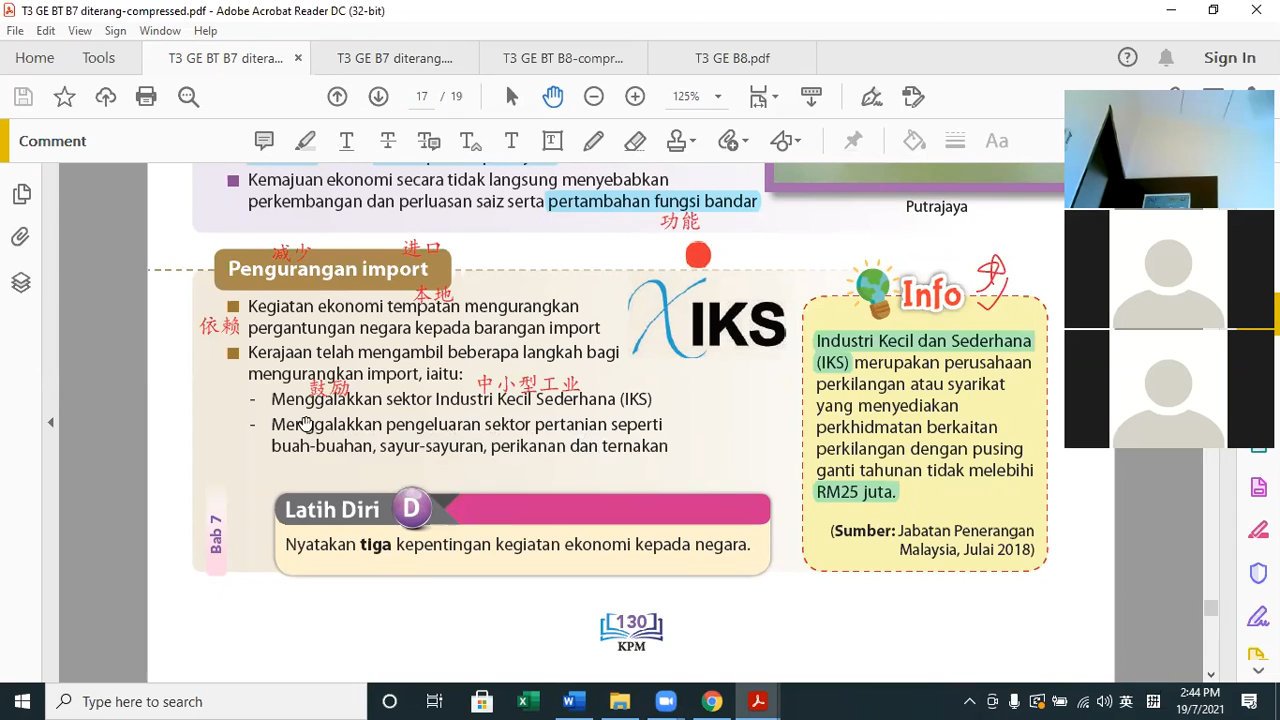 T3 GE BT B7 diterang-compressed.pdf - Adobe Acrobat Reader DC (32-bit)
File Edit View Sign Window Help
Home Tools T3 GE BT B7 ditera... T3 GE B7 diterang.... T3 GE BT B8-compr... T3 GE B8.pdf Sign In
17 / 19 125%
Comment
Kemajuan ekonomi secara tidak langsung menyebabkan
perkembangan dan perluasan saiz serta pertambahan fungsi bandar
功能
Putrajaya
减少 进口
Pengurangan import
本地
Kegiatan ekonomi tempatan mengurangkan
依赖
pergantungan negara kepada barangan import
Kerajaan telah mengambil beberapa langkah bagi
mengurangkan import, iaitu:
鼓励 中小型工业
- Menggalakkan sektor Industri Kecil Sederhana (IKS)
- Menggalakkan pengeluaran sektor pertanian seperti
buah-buahan, sayur-sayuran, perikanan dan ternakan
IKS
Info
Industri Kecil dan Sederhana
(IKS) merupakan perusahaan
perkilangan atau syarikat
yang menyediakan
perkhidmatan berkaitan
perkilangan dengan pusing
ganti tahunan tidak melebihi
RM25 juta.
(Sumber: Jabatan Penerangan
Malaysia, Julai 2018)
Bab 7
Latih Diri D
Nyatakan tiga kepentingan kegiatan ekonomi kepada negara.
130
KPM
Type here to search
英
拼
2:44 PM
19/7/2021